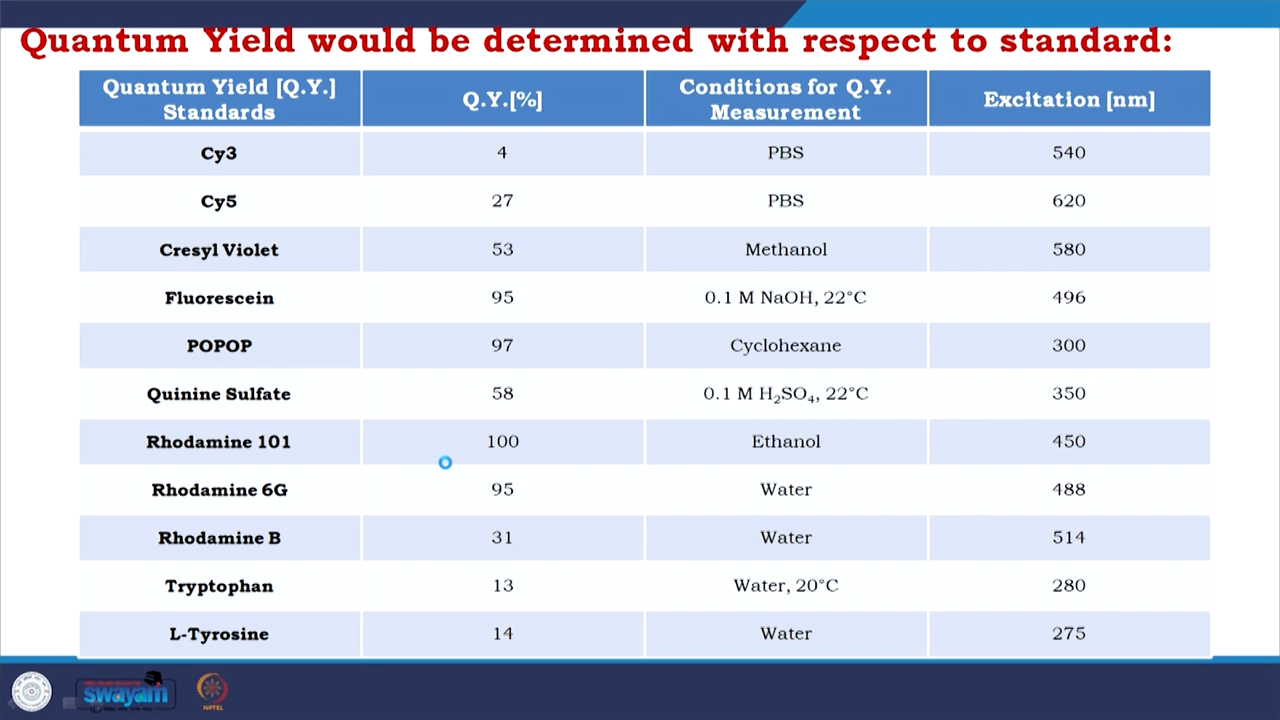 Quantum Yield would be determined with respect to standard:
Quantum Yield [Q.Y.] Standards Q.Y.[%] Conditions for Q.Y. Measurement Excitation [nm]
Cy3 4 PBS 540
Cy5 27 PBS 620
Cresyl Violet 53 Methanol 580
Fluorescein 95 0.1 M NaOH, 22°C 496
POPOP 97 Cyclohexane 300
Quinine Sulfate 58 0.1 M H₂SO₄, 22°C 350
Rhodamine 101 100 Ethanol 450
Rhodamine 6G 95 Water 488
Rhodamine B 31 Water 514
Tryptophan 13 Water, 20°C 280
L-Tyrosine 14 Water 275
swayam
NPTEL